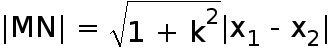 |MN| = √(1 + k²)|x₁ - x₂|